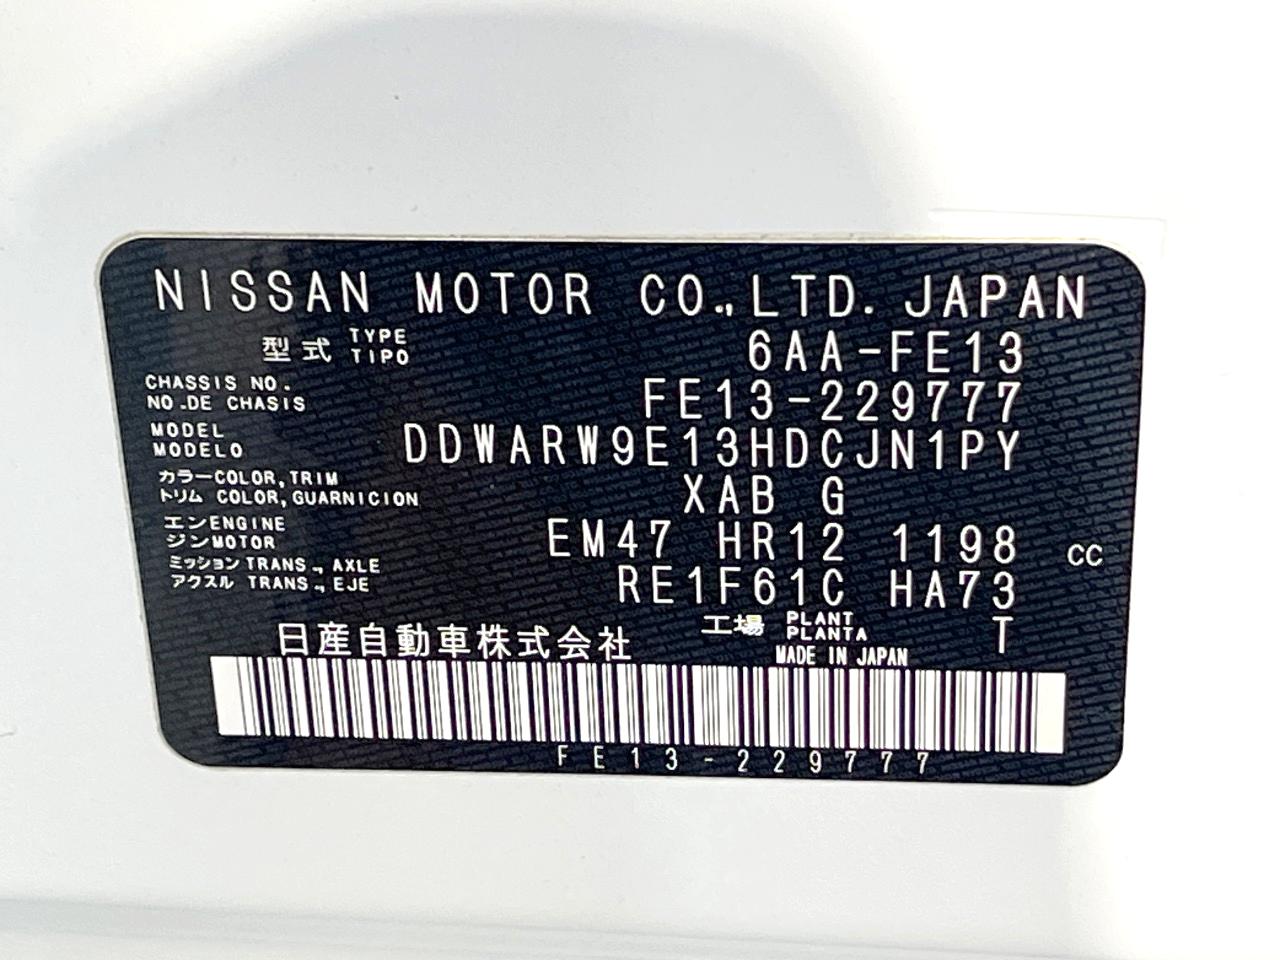 NISSAN MOTOR CO.,LTD. JAPAN
型式 TYPE TIPO 6AA-FE13
CHASSIS NO. NO.DE CHASIS FE13-229777
MODEL MODELO DDWARW9E13HDCJN1PY
カラーCOLOR,TRIM
トリム COLOR,GUARNICION XAB G
エンENGINE
ジンMOTOR EM47 HR12 1198 CC
ミッションTRANS.,AXLE
アクスル TRANS.,EJE RE1F61C HA73
工場 PLANT PLANTA T
日産自動車株式会社 MADE IN JAPAN
FE13-229777